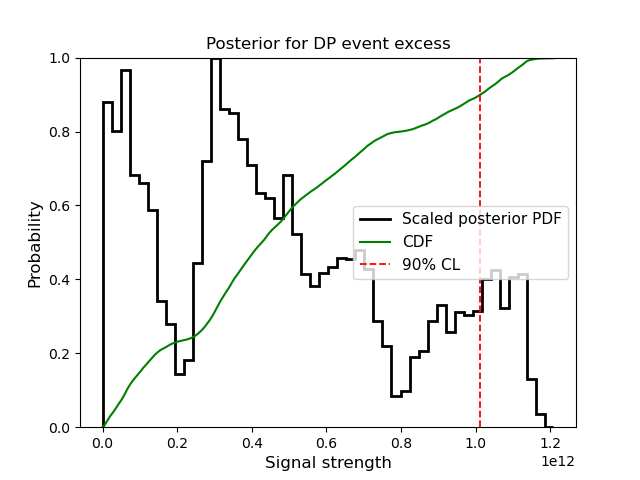 Posterior for DP event excess
1.0
0.8
0.6
0.4
0.2
0.0
Probability
Scaled posterior PDF
CDF
90% CL
0.0 0.2 0.4 0.6 0.8 1.0 1.2
1e12
Signal strength